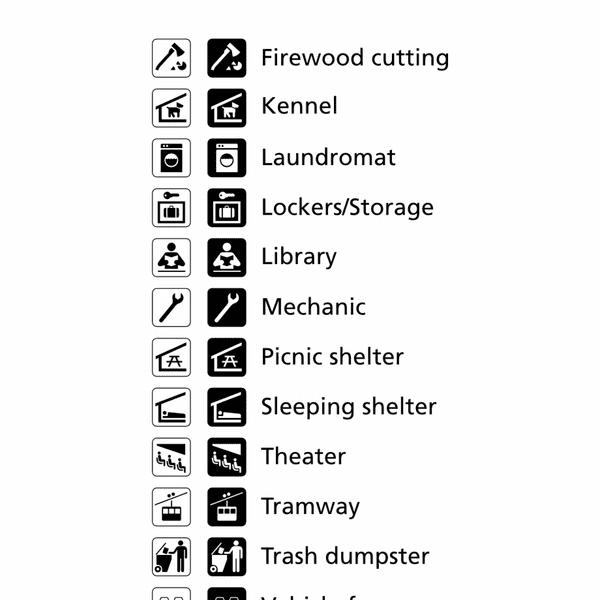 Firewood cutting
Kennel
Laundromat
Lockers/Storage
Library
Mechanic
Picnic shelter
Sleeping shelter
Theater
Tramway
Trash dumpster